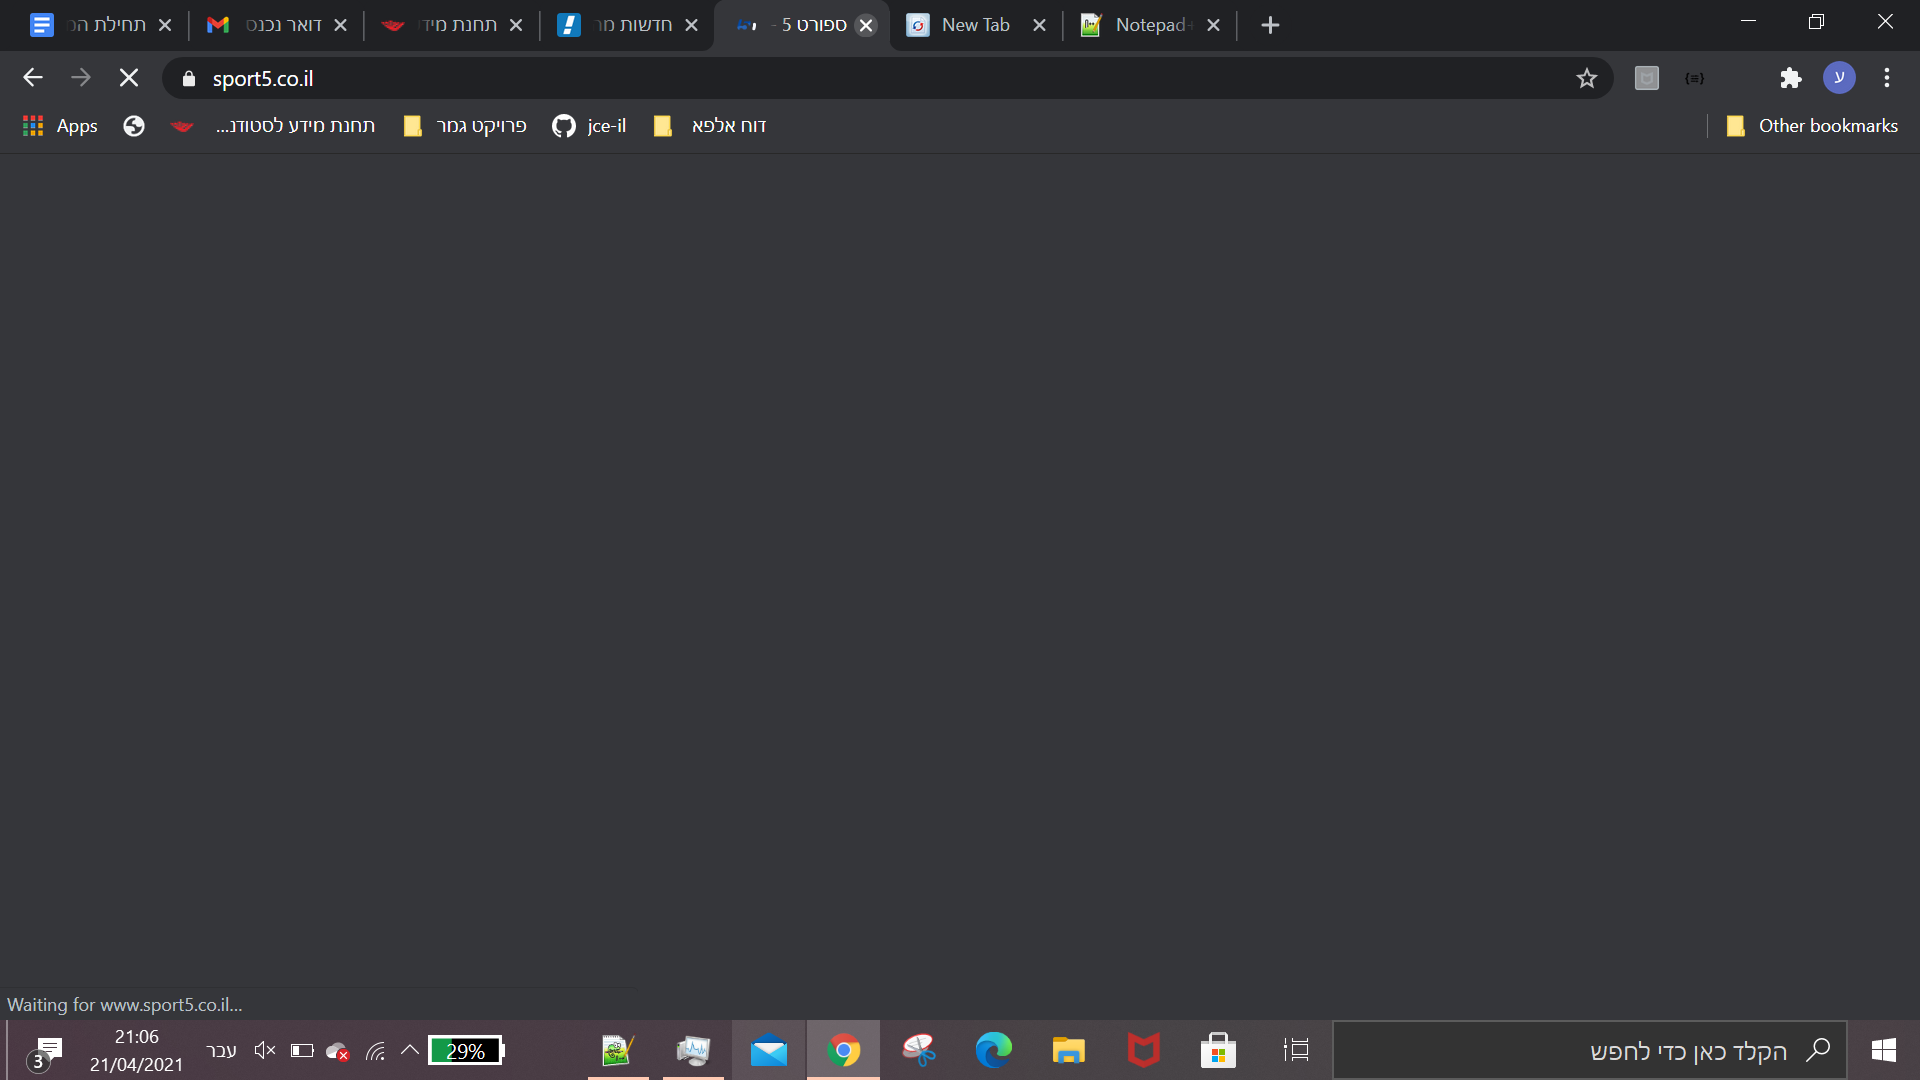 תחילת המ
דואר נכנס
תחנת מיד
חדשות מה
ספורט 5 -
New Tab
Notepad+
sport5.co.il
ע
Apps
תחנת מידע לסטודנ...
פרויקט גמר
jce-il
דוח אלפא
Other bookmarks
Waiting for www.sport5.co.il...
3
21:06
21/04/2021
עבר
29%
הקלד כאן כדי לחפש